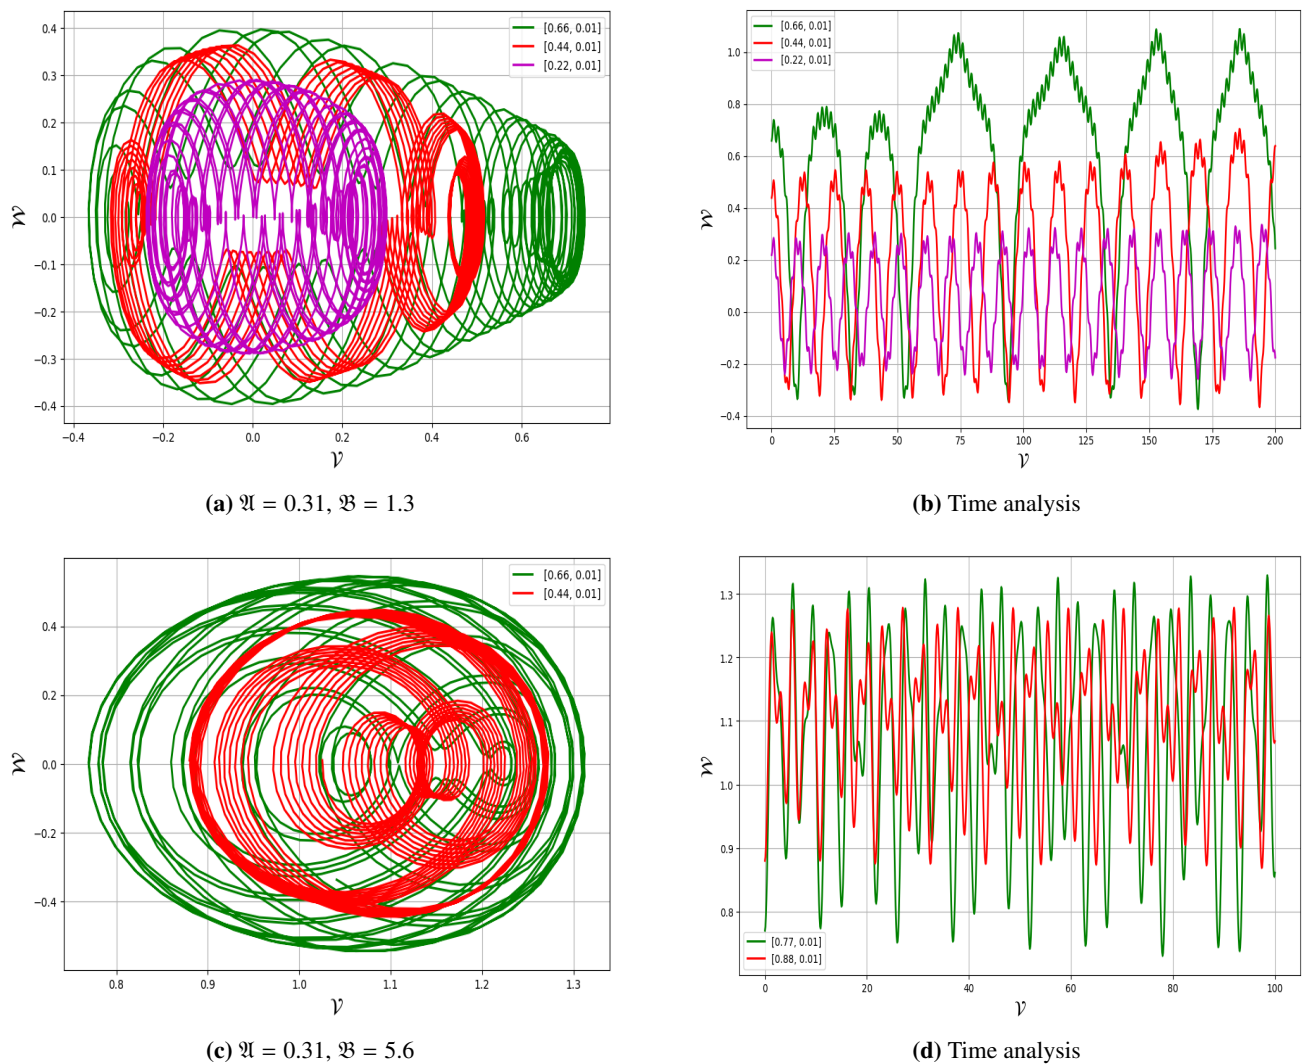 [0.66, 0.01]
[0.44, 0.01]
[0.22, 0.01]
0.4
0.3
0.2
0.1
0.0
−0.1
−0.2
−0.3
−0.4
𝒲
−0.4 −0.2 0.0 0.2 0.4 0.6
𝒱
(a) 𝔄 = 0.31, 𝔅 = 1.3
[0.66, 0.01]
[0.44, 0.01]
[0.22, 0.01]
1.0
0.8
0.6
0.4
0.2
0.0
−0.2
−0.4
𝒲
0 25 50 75 100 125 150 175 200
𝒱
(b) Time analysis
[0.66, 0.01]
[0.44, 0.01]
0.4
0.2
0.0
−0.2
−0.4
𝒲
0.8 0.9 1.0 1.1 1.2 1.3
𝒱
(c) 𝔄 = 0.31, 𝔅 = 5.6
1.3
1.2
1.1
1.0
0.9
0.8
𝒲
[0.77, 0.01]
[0.88, 0.01]
0 20 40 60 80 100
𝒱
(d) Time analysis